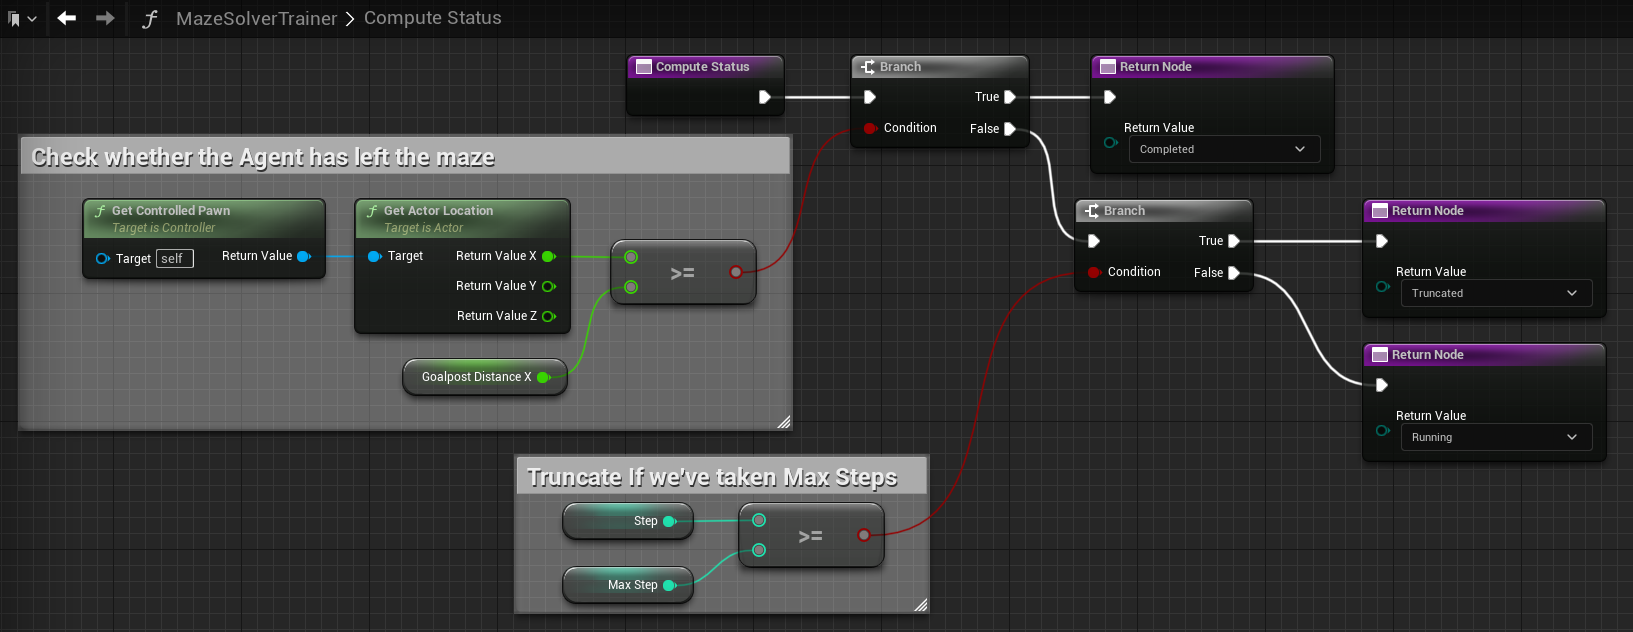 MazeSolverTrainer > Compute Status
Compute Status
Branch
True
Condition
False
Return Node
Return Value
Completed
Check whether the Agent has left the maze
Get Controlled Pawn
Target is Controller
Target self
Return Value
Get Actor Location
Target is Actor
Target
Return Value X
Return Value Y
Return Value Z
>=
Goalpost Distance X
Branch
True
Condition
False
Return Node
Return Value
Truncated
Return Node
Return Value
Running
Truncate If we've taken Max Steps
Step
>=
Max Step